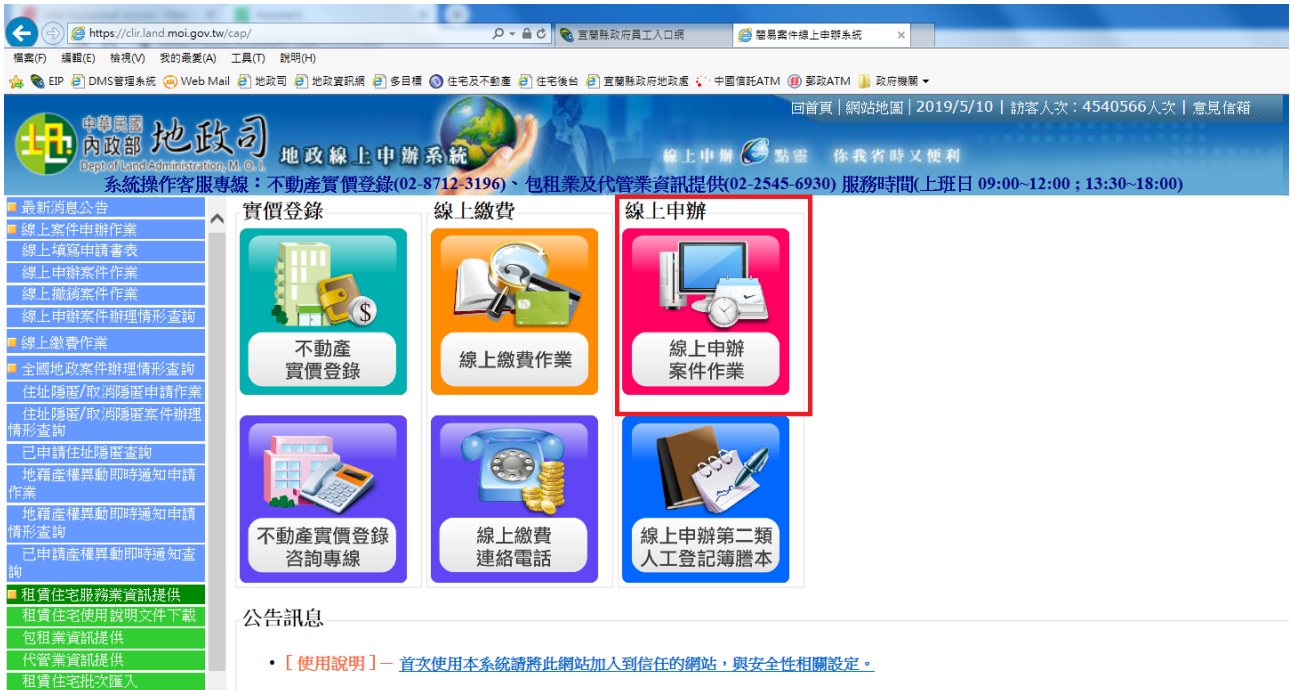 https://clir.land.moi.gov.tw/cap/
宜蘭縣政府員工入口網
簡易案件線上申辦系統
檔案(F) 編輯(E) 檢視(V) 我的最愛(A) 工具(T) 說明(H)
EIP DMS管理系統 Web Mail 地政司 地政資訊網 多目標 住宅及不動產 住宅後台 宜蘭縣政府地政處 中國信託ATM 郵政ATM 政府機關
回首頁 | 網站地圖 | 2019/5/10 | 訪客人次：4540566人次 | 意見信箱
中華民國
內政部 地政司
Dept of Land Administration, M. O. I.
地政線上申辦系統
線上申辦 e 點靈 你我省時又便利
系統操作客服專線：不動產實價登錄(02-8712-3196)、包租業及代管業資訊提供(02-2545-6930) 服務時間(上班日 09:00~12:00 ; 13:30~18:00)
最新消息公告
線上案件申辦作業
線上填寫申請書表
線上申辦案件作業
線上撤銷案件作業
線上申辦案件辦理情形查詢
線上繳費作業
全國地政案件辦理情形查詢
住址隱匿/取消隱匿申請作業
住址隱匿/取消隱匿案件辦理
情形查詢
已申請住址隱匿查詢
地籍產權異動即時通知申請
作業
地籍產權異動即時通知申請
情形查詢
已申請產權異動即時通知查
詢
租賃住宅服務業資訊提供
租賃住宅使用說明文件下載
包租業資訊提供
代管業資訊提供
租賃住宅批次匯入
實價登錄
線上繳費
線上申辦
不動產
實價登錄
線上繳費作業
線上申辦
案件作業
不動產實價登錄
咨詢專線
線上繳費
連絡電話
線上申辦第二類
人工登記簿謄本
公告訊息
• [ 使用說明 ] — 首次使用本系統請將此網站加入到信任的網站，與安全性相關設定。